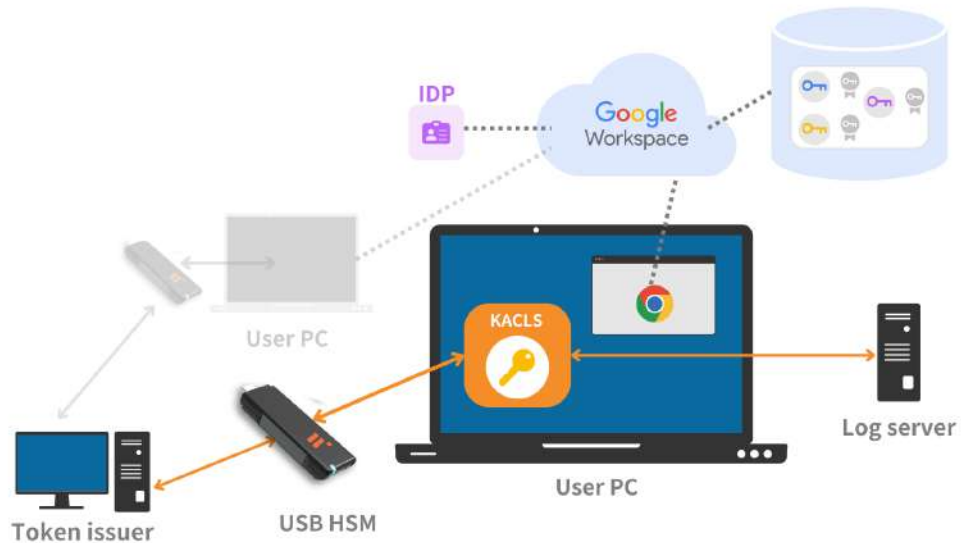 IDP
Google
Workspace
User PC
KACLS
Log server
User PC
USB HSM
Token issuer